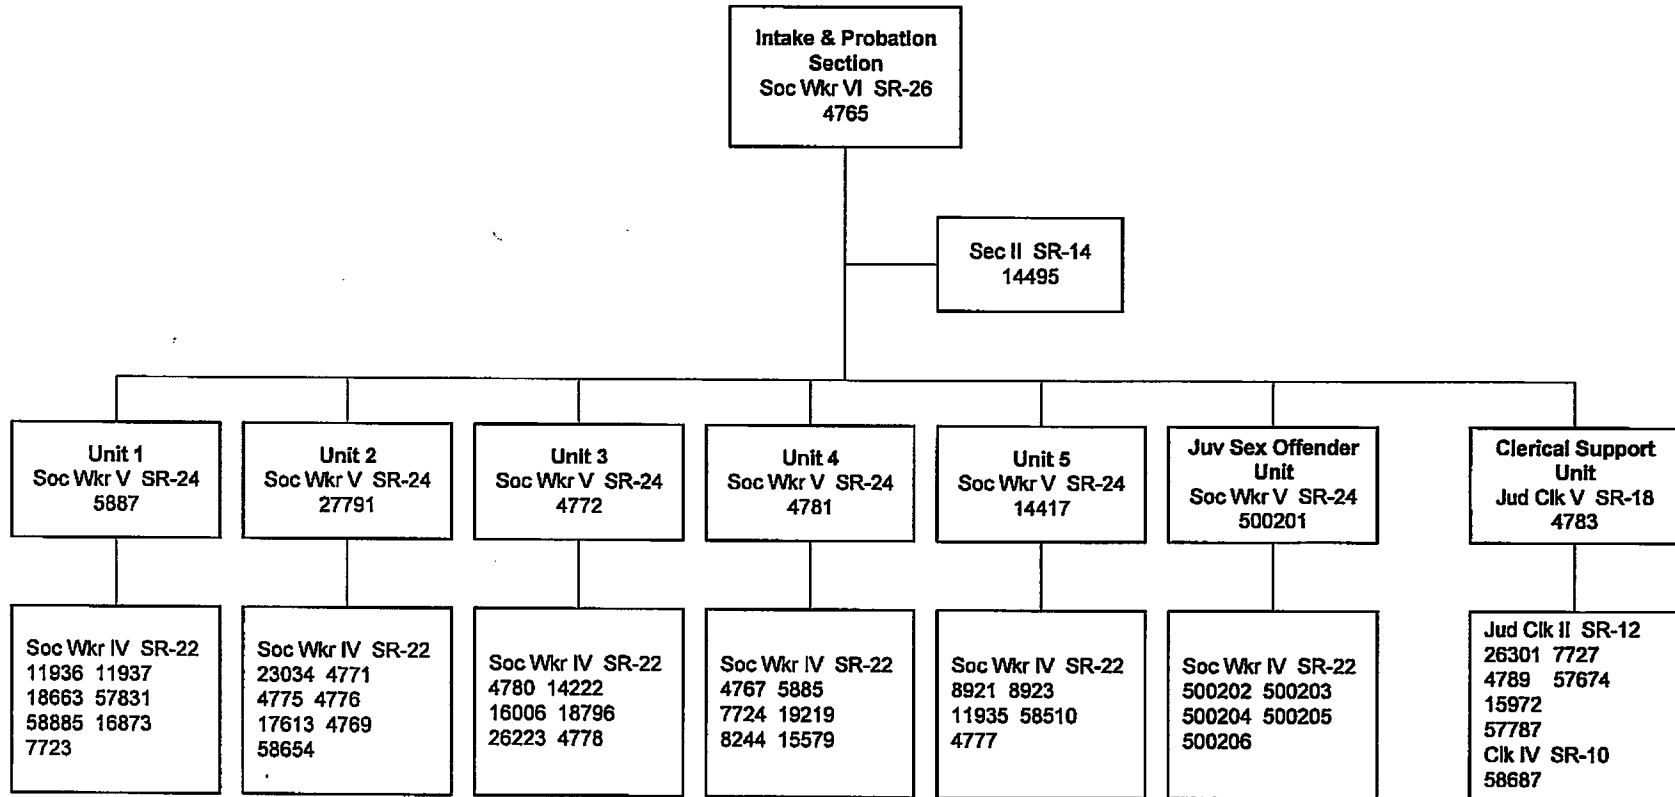 Intake & Probation
Section
Soc Wkr VI SR-26
4765
Sec II SR-14
14495
Unit 1
Soc Wkr V SR-24
5887
Unit 2
Soc Wkr V SR-24
27791
Unit 3
Soc Wkr V SR-24
4772
Unit 4
Soc Wkr V SR-24
4781
Unit 5
Soc Wkr V SR-24
14417
Juv Sex Offender
Unit
Soc Wkr V SR-24
500201
Clerical Support
Unit
Jud Clk V SR-18
4783
Soc Wkr IV SR-22
11936 11937
18663 57831
58885 16873
7723
Soc Wkr IV SR-22
23034 4771
4775 4776
17613 4769
58654
Soc Wkr IV SR-22
4780 14222
16006 18796
26223 4778
Soc Wkr IV SR-22
4767 5885
7724 19219
8244 15579
Soc Wkr IV SR-22
8921 8923
11935 58510
4777
Soc Wkr IV SR-22
500202 500203
500204 500205
500206
Jud Clk II SR-12
26301 7727
4789 57674
15972
57787
Clk IV SR-10
58687